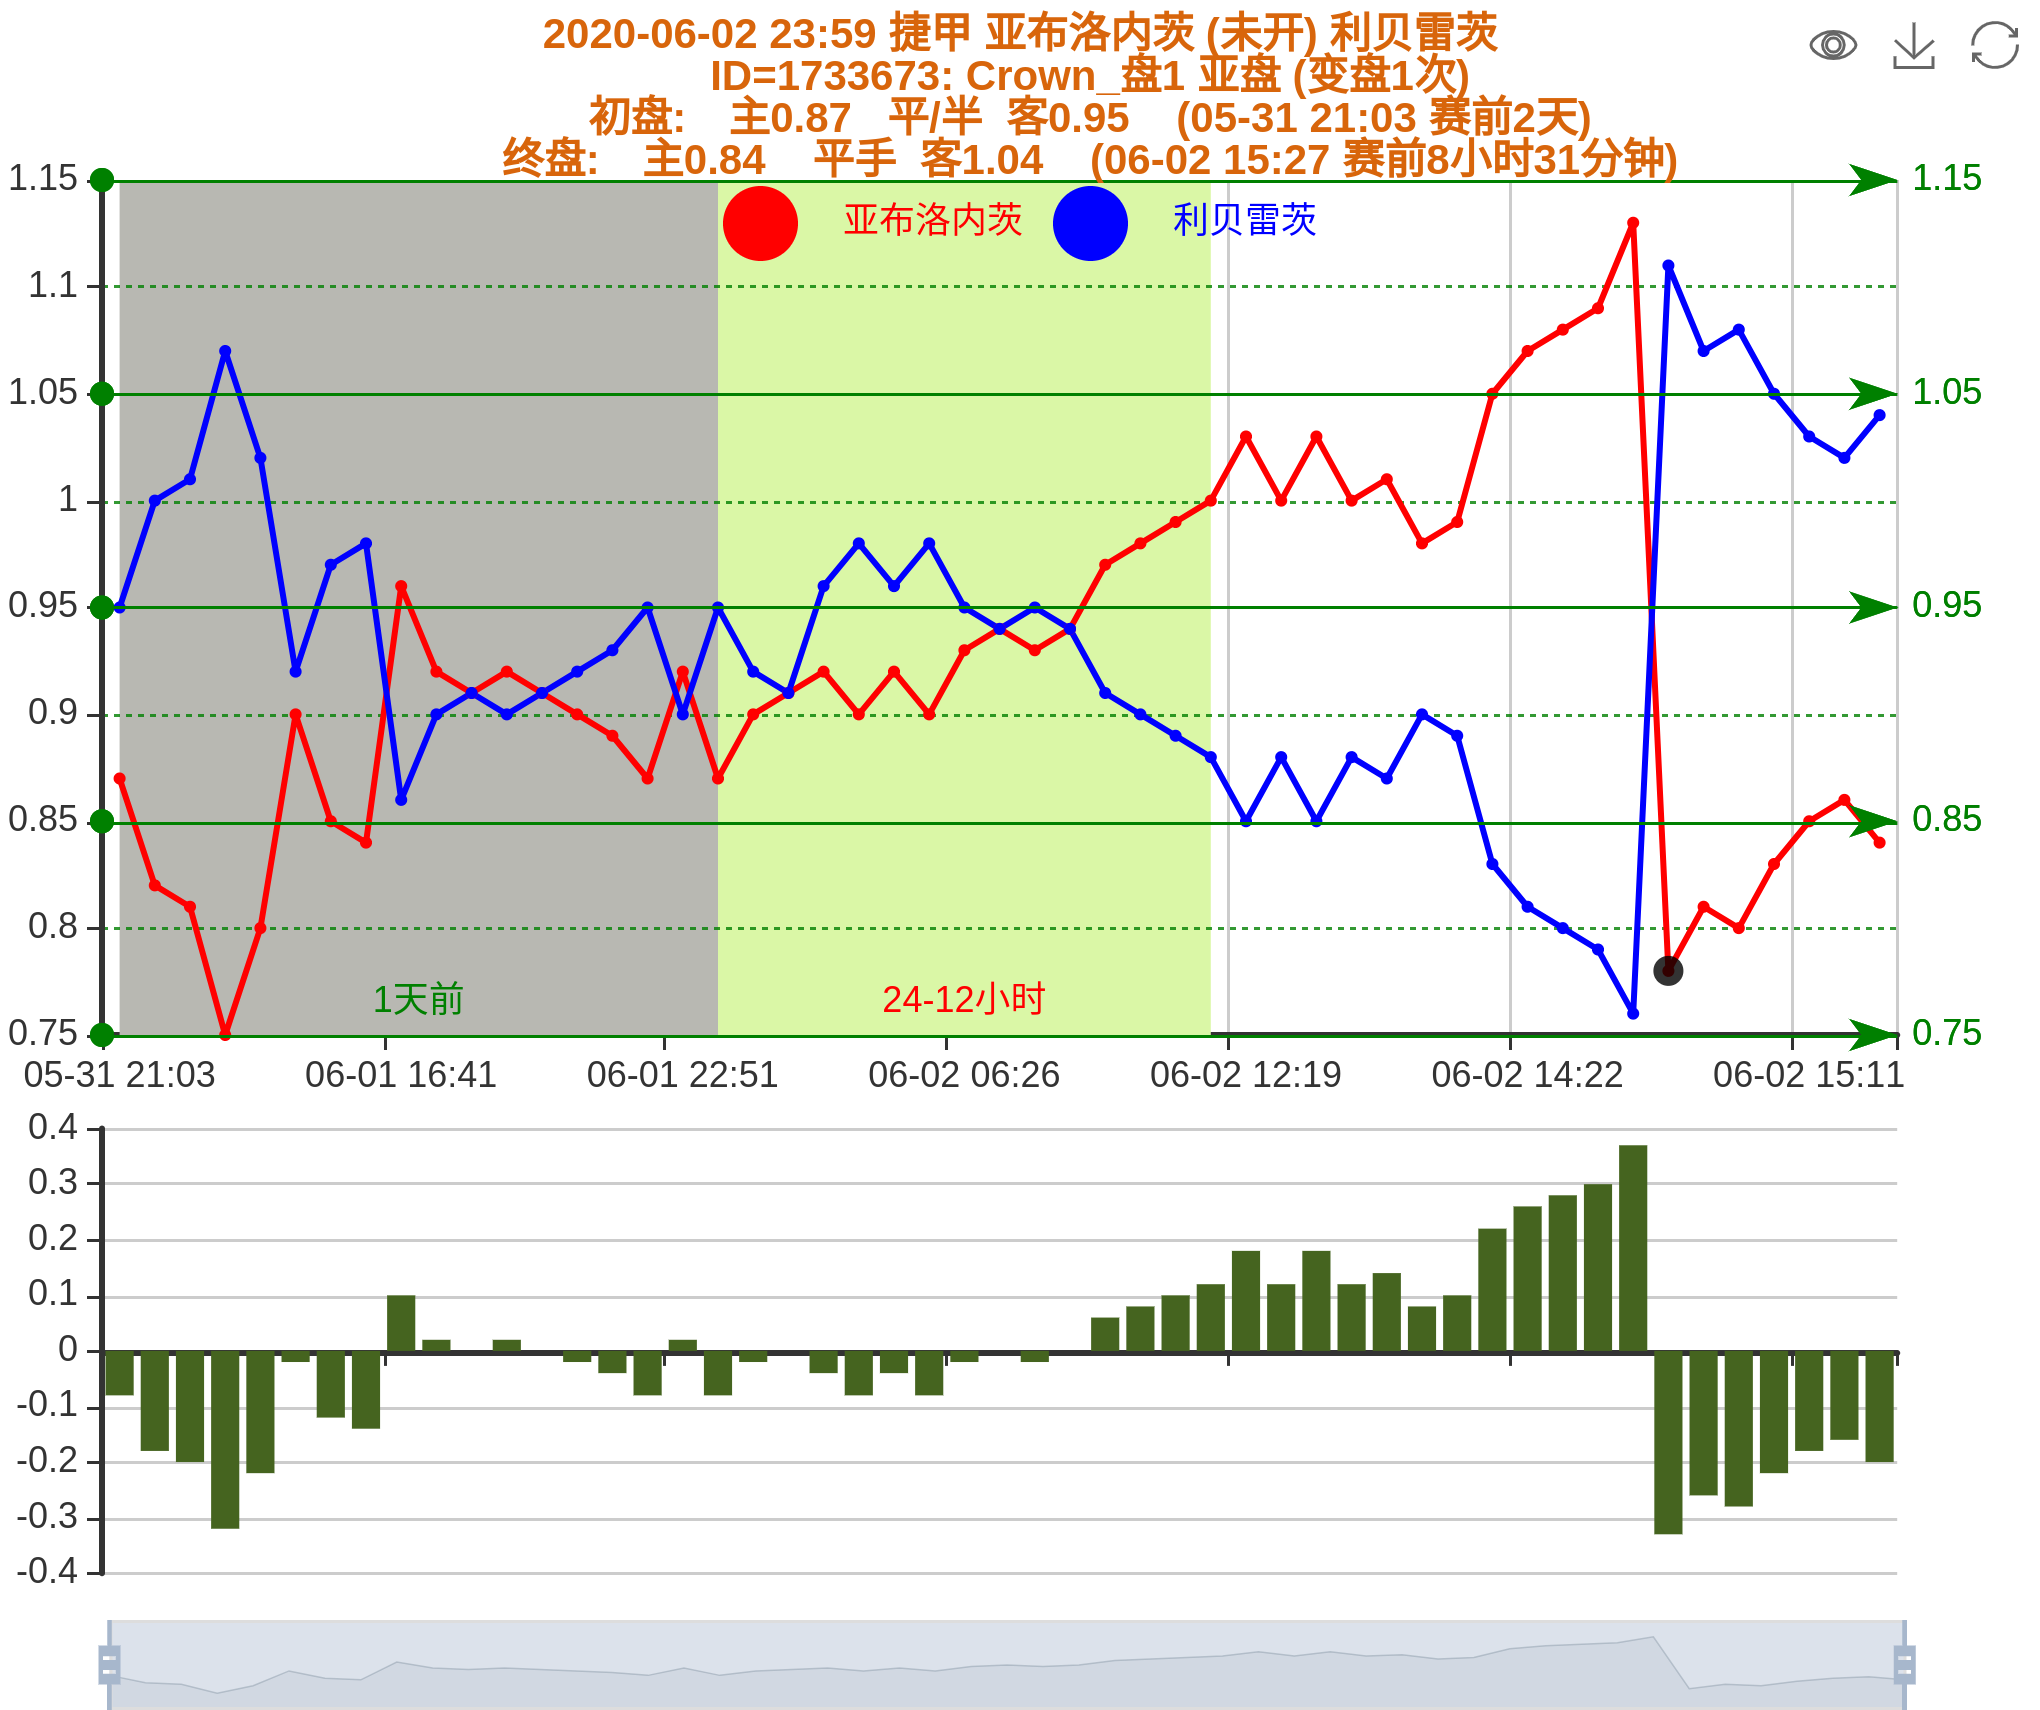 2020-06-02 23:59 捷甲 亚布洛内茨 (未开) 利贝雷茨
ID=1733673: Crown_盘1 亚盘 (变盘1次)
初盘: 主0.87 平/半 客0.95 (05-31 21:03 赛前2天)
终盘: 主0.84 平手 客1.04 (06-02 15:27 赛前8小时31分钟)
1.15 1.15
亚布洛内茨 利贝雷茨
1.1
1.05 1.05
1
0.95 0.95
0.9
0.85 0.85
0.8
1天前 24-12小时
0.75 0.75
05-31 21:03 06-01 16:41 06-01 22:51 06-02 06:26 06-02 12:19 06-02 14:22 06-02 15:11
0.4
0.3
0.2
0.1
0
-0.1
-0.2
-0.3
-0.4